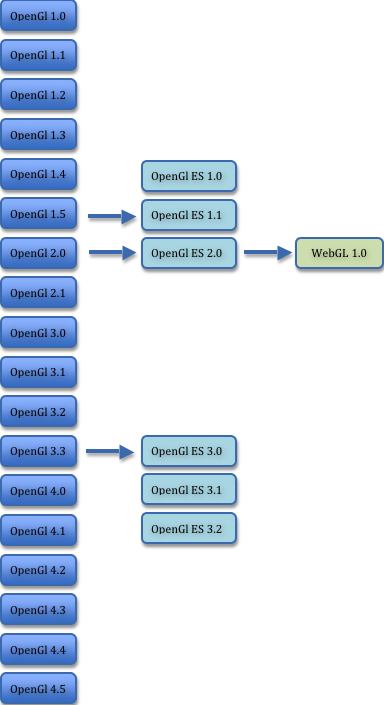 OpenGl 1.0
OpenGl 1.1
OpenGl 1.2
OpenGl 1.3
OpenGl 1.4
OpenGl ES 1.0
OpenGl 1.5
OpenGl ES 1.1
OpenGl 2.0
OpenGl ES 2.0
WebGL 1.0
OpenGl 2.1
OpenGl 3.0
OpenGl 3.1
OpenGl 3.2
OpenGl 3.3
OpenGl ES 3.0
OpenGl 4.0
OpenGl ES 3.1
OpenGl 4.1
OpenGl ES 3.2
OpenGl 4.2
OpenGl 4.3
OpenGl 4.4
OpenGl 4.5